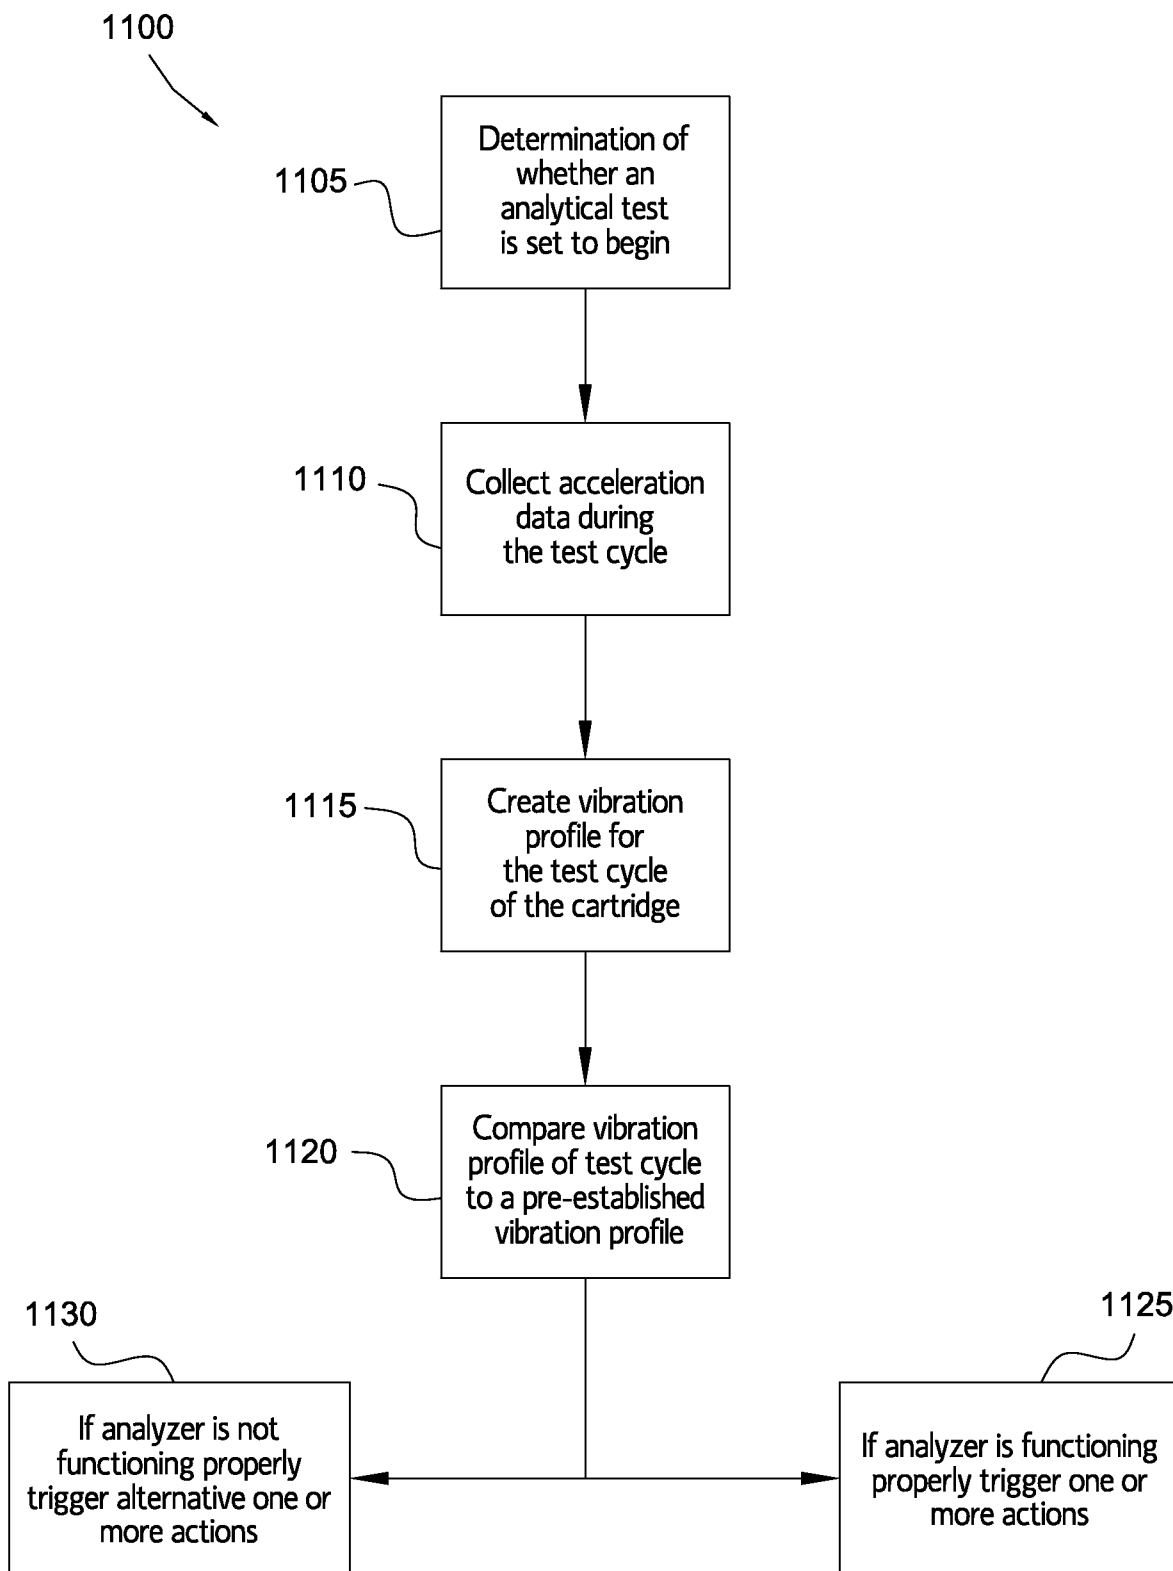 1100
1105
Determination of
whether an
analytical test
is set to begin
1110
Collect acceleration
data during
the test cycle
1115
Create vibration
profile for
the test cycle
of the cartridge
1120
Compare vibration
profile of test cycle
to a pre-established
vibration profile
1130
If analyzer is not
functioning properly
trigger alternative one or
more actions
1125
If analyzer is functioning
properly trigger one or
more actions